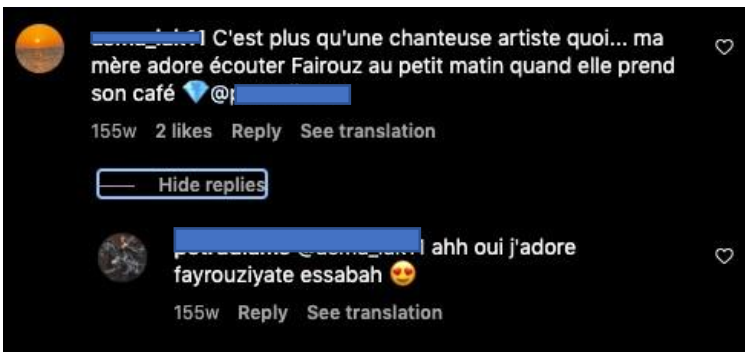 C'est plus qu'une chanteuse artiste quoi... ma
mère adore écouter Fairouz au petit matin quand elle prend
son café 💎@
155w 2 likes Reply See translation
Hide replies
ahh oui j'adore
fayrouziyate essabah 😍
155w Reply See translation